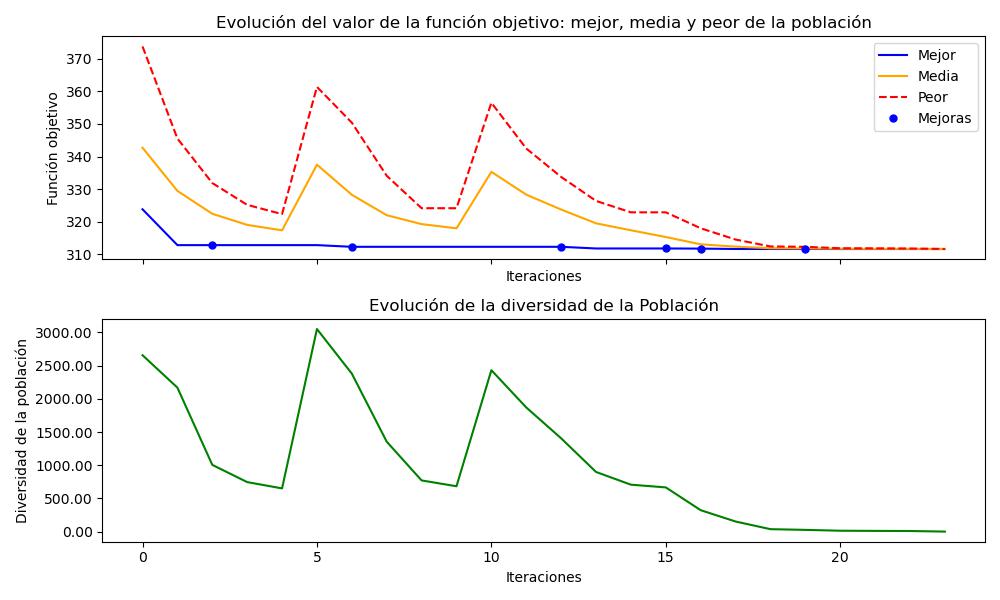 Evolución del valor de la función objetivo: mejor, media y peor de la población
370
360
350
340
330
320
310
Función objetivo
Mejor
Media
Peor
Mejoras
Iteraciones
Evolución de la diversidad de la Población
3000.00
2500.00
2000.00
1500.00
1000.00
500.00
0.00
Diversidad de la población
0 5 10 15 20
Iteraciones